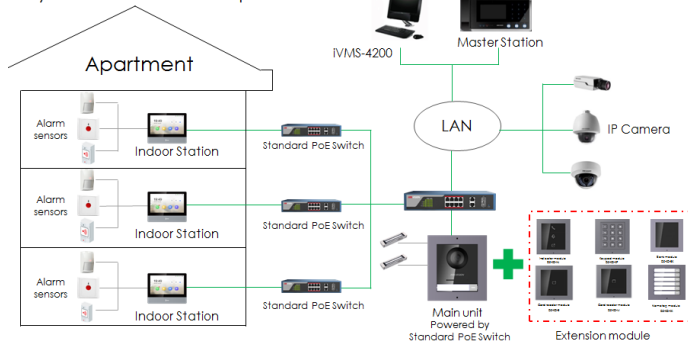 iVMS-4200
Master Station
Apartment
LAN
IP Camera
Alarm
sensors
Indoor Station
Standard PoE Switch
Alarm
sensors
Indoor Station
Standard PoE Switch
Alarm
sensors
Indoor Station
Standard PoE Switch
Main unit
Powered by
Standard PoE Switch
Extension module